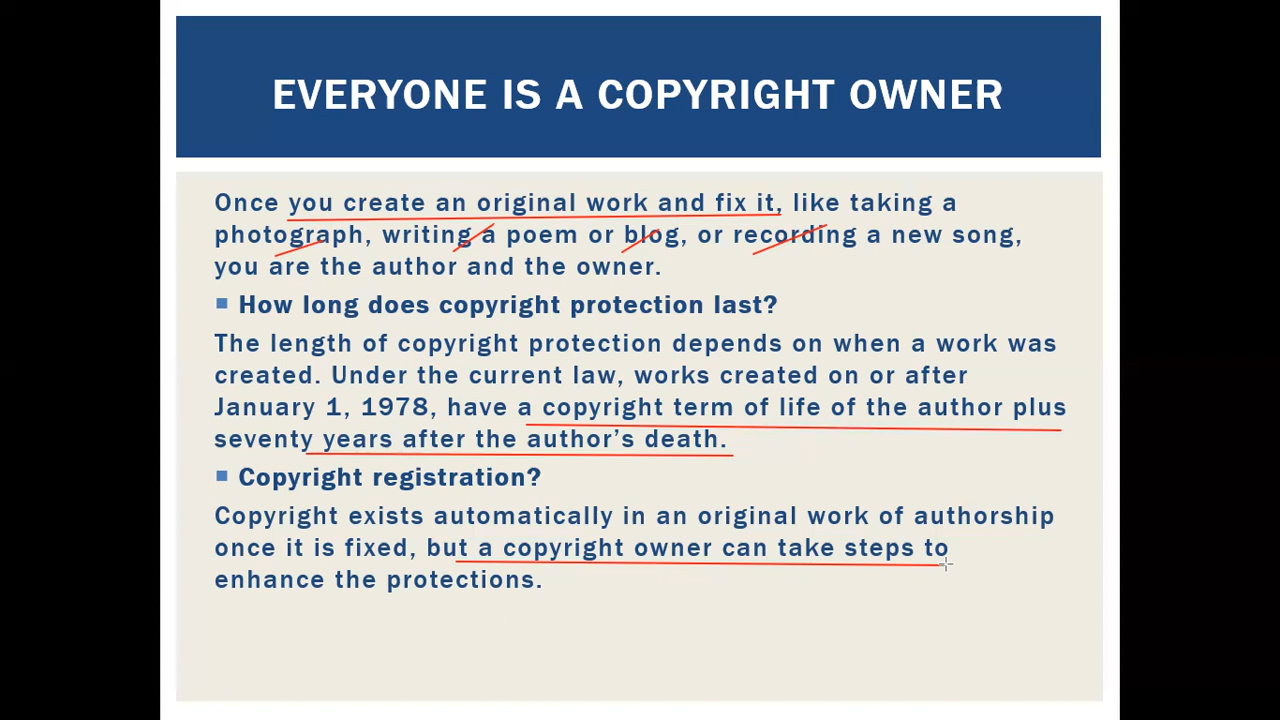 EVERYONE IS A COPYRIGHT OWNER
Once you create an original work and fix it, like taking a
photograph, writing a poem or blog, or recording a new song,
you are the author and the owner.
How long does copyright protection last?
The length of copyright protection depends on when a work was
created. Under the current law, works created on or after
January 1, 1978, have a copyright term of life of the author plus
seventy years after the author’s death.
Copyright registration?
Copyright exists automatically in an original work of authorship
once it is fixed, but a copyright owner can take steps to
enhance the protections.